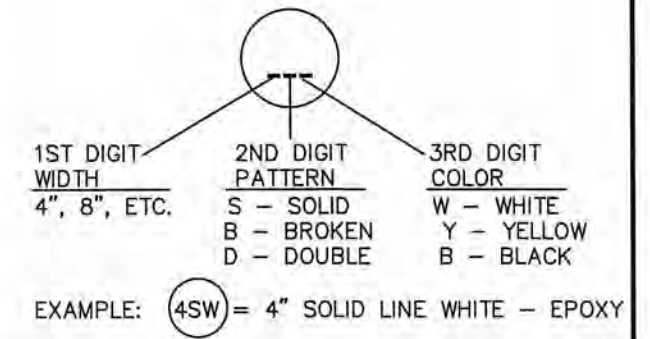 1ST DIGIT 2ND DIGIT 3RD DIGIT
WIDTH PATTERN COLOR
4", 8", ETC. S – SOLID W – WHITE
B – BROKEN Y – YELLOW
D – DOUBLE B – BLACK
EXAMPLE: 4SW = 4" SOLID LINE WHITE – EPOXY